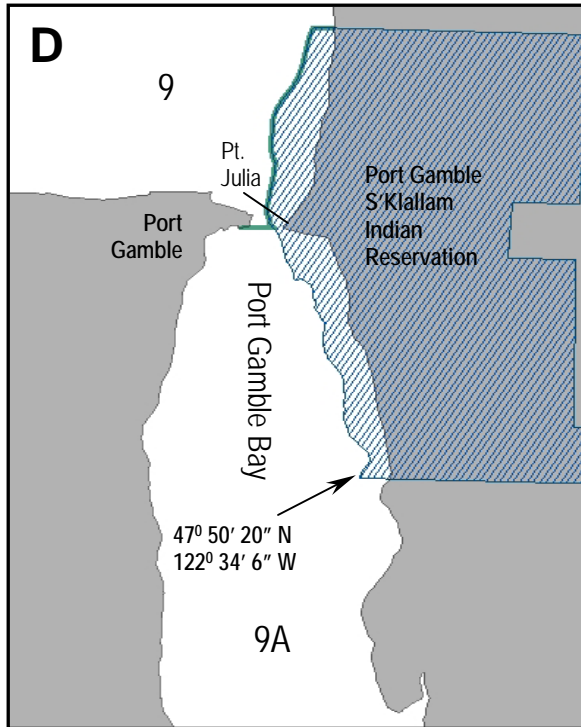 D
9
Pt.
Julia
Port Gamble
S'Klallam
Indian
Reservation
Port
Gamble
Port Gamble Bay
47⁰ 50' 20" N
122⁰ 34' 6" W
9A